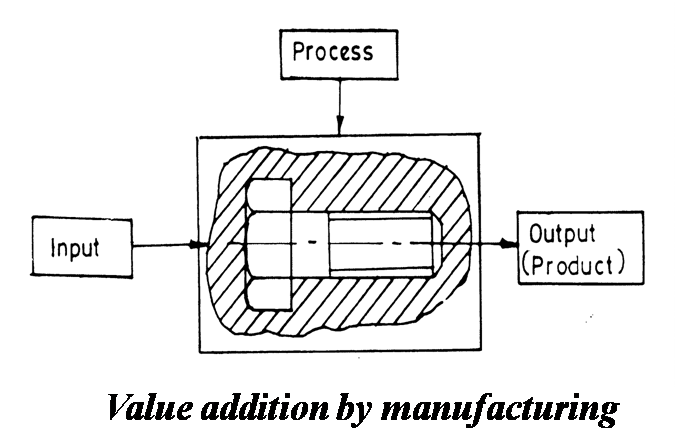 Process
Input
Output
(Product)
Value addition by manufacturing